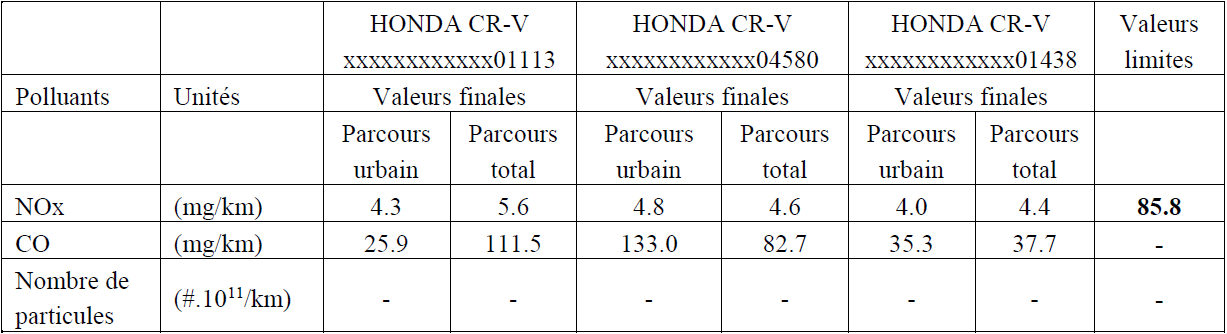 HONDA CR-V HONDA CR-V HONDA CR-V Valeurs
xxxxxxxxxxxx01113 xxxxxxxxxxxx04580 xxxxxxxxxxxx01438 limites
Polluants Unités Valeurs finales Valeurs finales Valeurs finales
Parcours Parcours Parcours Parcours Parcours Parcours
urbain total urbain total urbain total
NOx (mg/km) 4.3 5.6 4.8 4.6 4.0 4.4 85.8
CO (mg/km) 25.9 111.5 133.0 82.7 35.3 37.7 -
Nombre de
particules (#.10¹¹/km) - - - - - - -